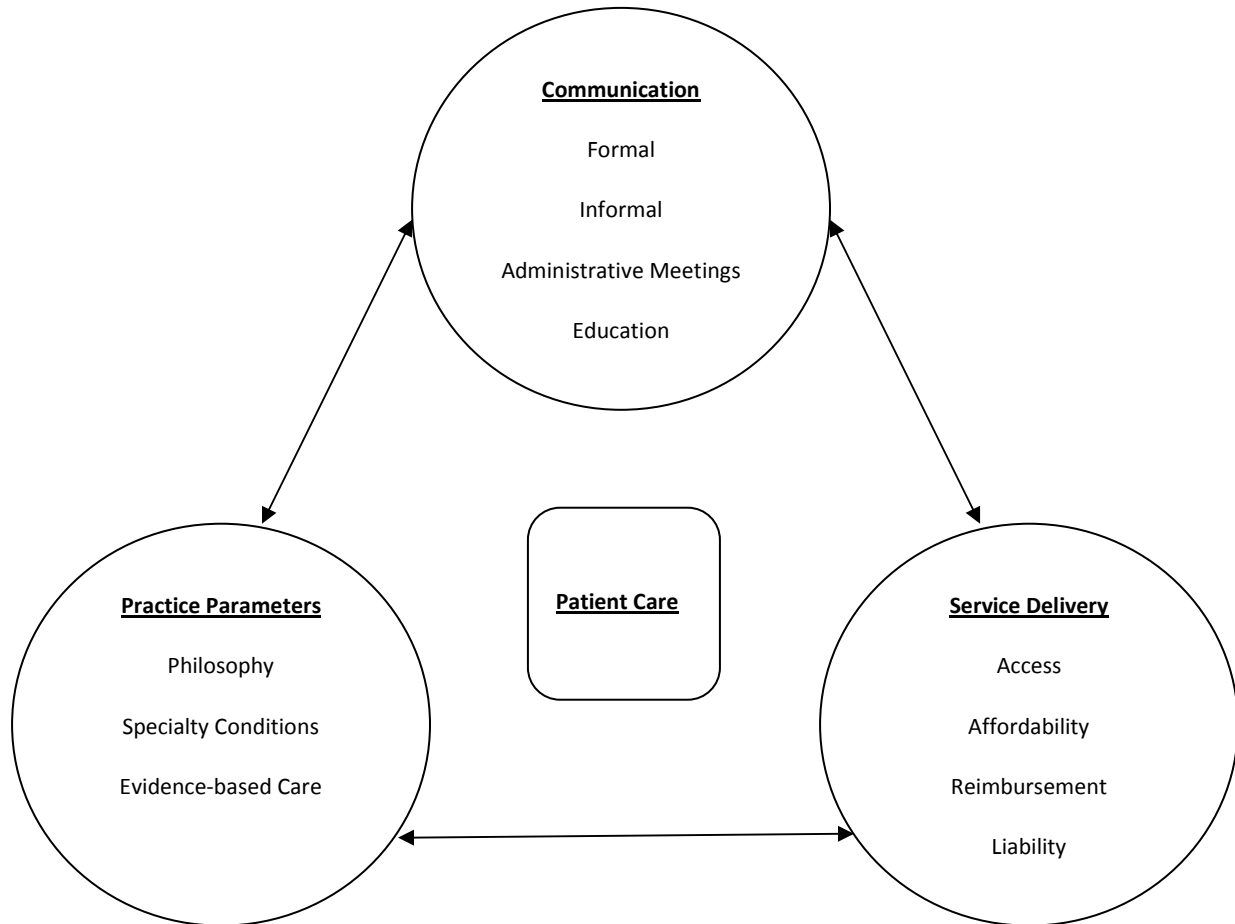 Communication
Formal
Informal
Administrative Meetings
Education
Practice Parameters
Philosophy
Specialty Conditions
Evidence-based Care
Patient Care
Service Delivery
Access
Affordability
Reimbursement
Liability